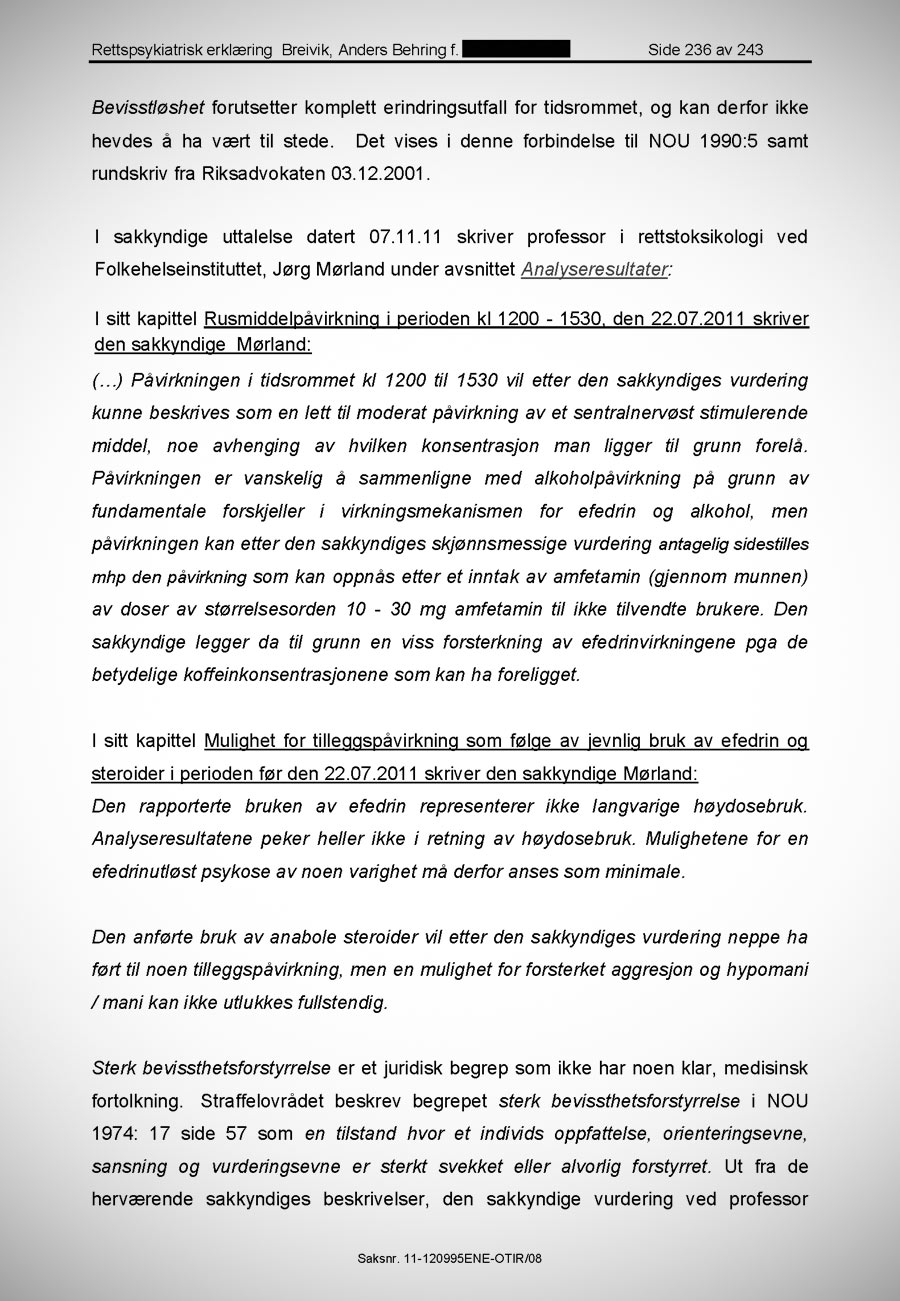 Rettspsykiatrisk erklæring Breivik, Anders Behring f. Side 236 av 243
Bevisstløshet forutsetter komplett erindringsutfall for tidsrommet, og kan derfor ikke
hevdes å ha vært til stede. Det vises i denne forbindelse til NOU 1990:5 samt
rundskriv fra Riksadvokaten 03.12.2001.
I sakkyndige uttalelse datert 07.11.11 skriver professor i rettstoksikologi ved
Folkehelseinstituttet, Jørg Mørland under avsnittet Analyseresultater:
I sitt kapittel Rusmiddelpåvirkning i perioden kl 1200 - 1530, den 22.07.2011 skriver
den sakkyndige Mørland:
(…) Påvirkningen i tidsrommet kl 1200 til 1530 vil etter den sakkyndiges vurdering
kunne beskrives som en lett til moderat påvirkning av et sentralnervøst stimulerende
middel, noe avhenging av hvilken konsentrasjon man ligger til grunn forelå.
Påvirkningen er vanskelig å sammenligne med alkoholpåvirkning på grunn av
fundamentale forskjeller i virkningsmekanismen for efedrin og alkohol, men
påvirkningen kan etter den sakkyndiges skjønnsmessige vurdering antagelig sidestilles
mhp den påvirkning som kan oppnås etter et inntak av amfetamin (gjennom munnen)
av doser av størrelsesorden 10 - 30 mg amfetamin til ikke tilvendte brukere. Den
sakkyndige legger da til grunn en viss forsterkning av efedrinvirkningene pga de
betydelige koffeinkonsentrasjonene som kan ha foreligget.
I sitt kapittel Mulighet for tilleggspåvirkning som følge av jevnlig bruk av efedrin og
steroider i perioden før den 22.07.2011 skriver den sakkyndige Mørland:
Den rapporterte bruken av efedrin representerer ikke langvarige høydosebruk.
Analyseresultatene peker heller ikke i retning av høydosebruk. Mulighetene for en
efedrinutløst psykose av noen varighet må derfor anses som minimale.
Den anførte bruk av anabole steroider vil etter den sakkyndiges vurdering neppe ha
ført til noen tilleggspåvirkning, men en mulighet for forsterket aggresjon og hypomani
/ mani kan ikke utlukkes fullstendig.
Sterk bevissthetsforstyrrelse er et juridisk begrep som ikke har noen klar, medisinsk
fortolkning. Straffelovrådet beskrev begrepet sterk bevissthetsforstyrrelse i NOU
1974: 17 side 57 som en tilstand hvor et individs oppfattelse, orienteringsevne,
sansning og vurderingsevne er sterkt svekket eller alvorlig forstyrret. Ut fra de
herværende sakkyndiges beskrivelser, den sakkyndige vurdering ved professor
Saksnr. 11-120995ENE-OTIR/08